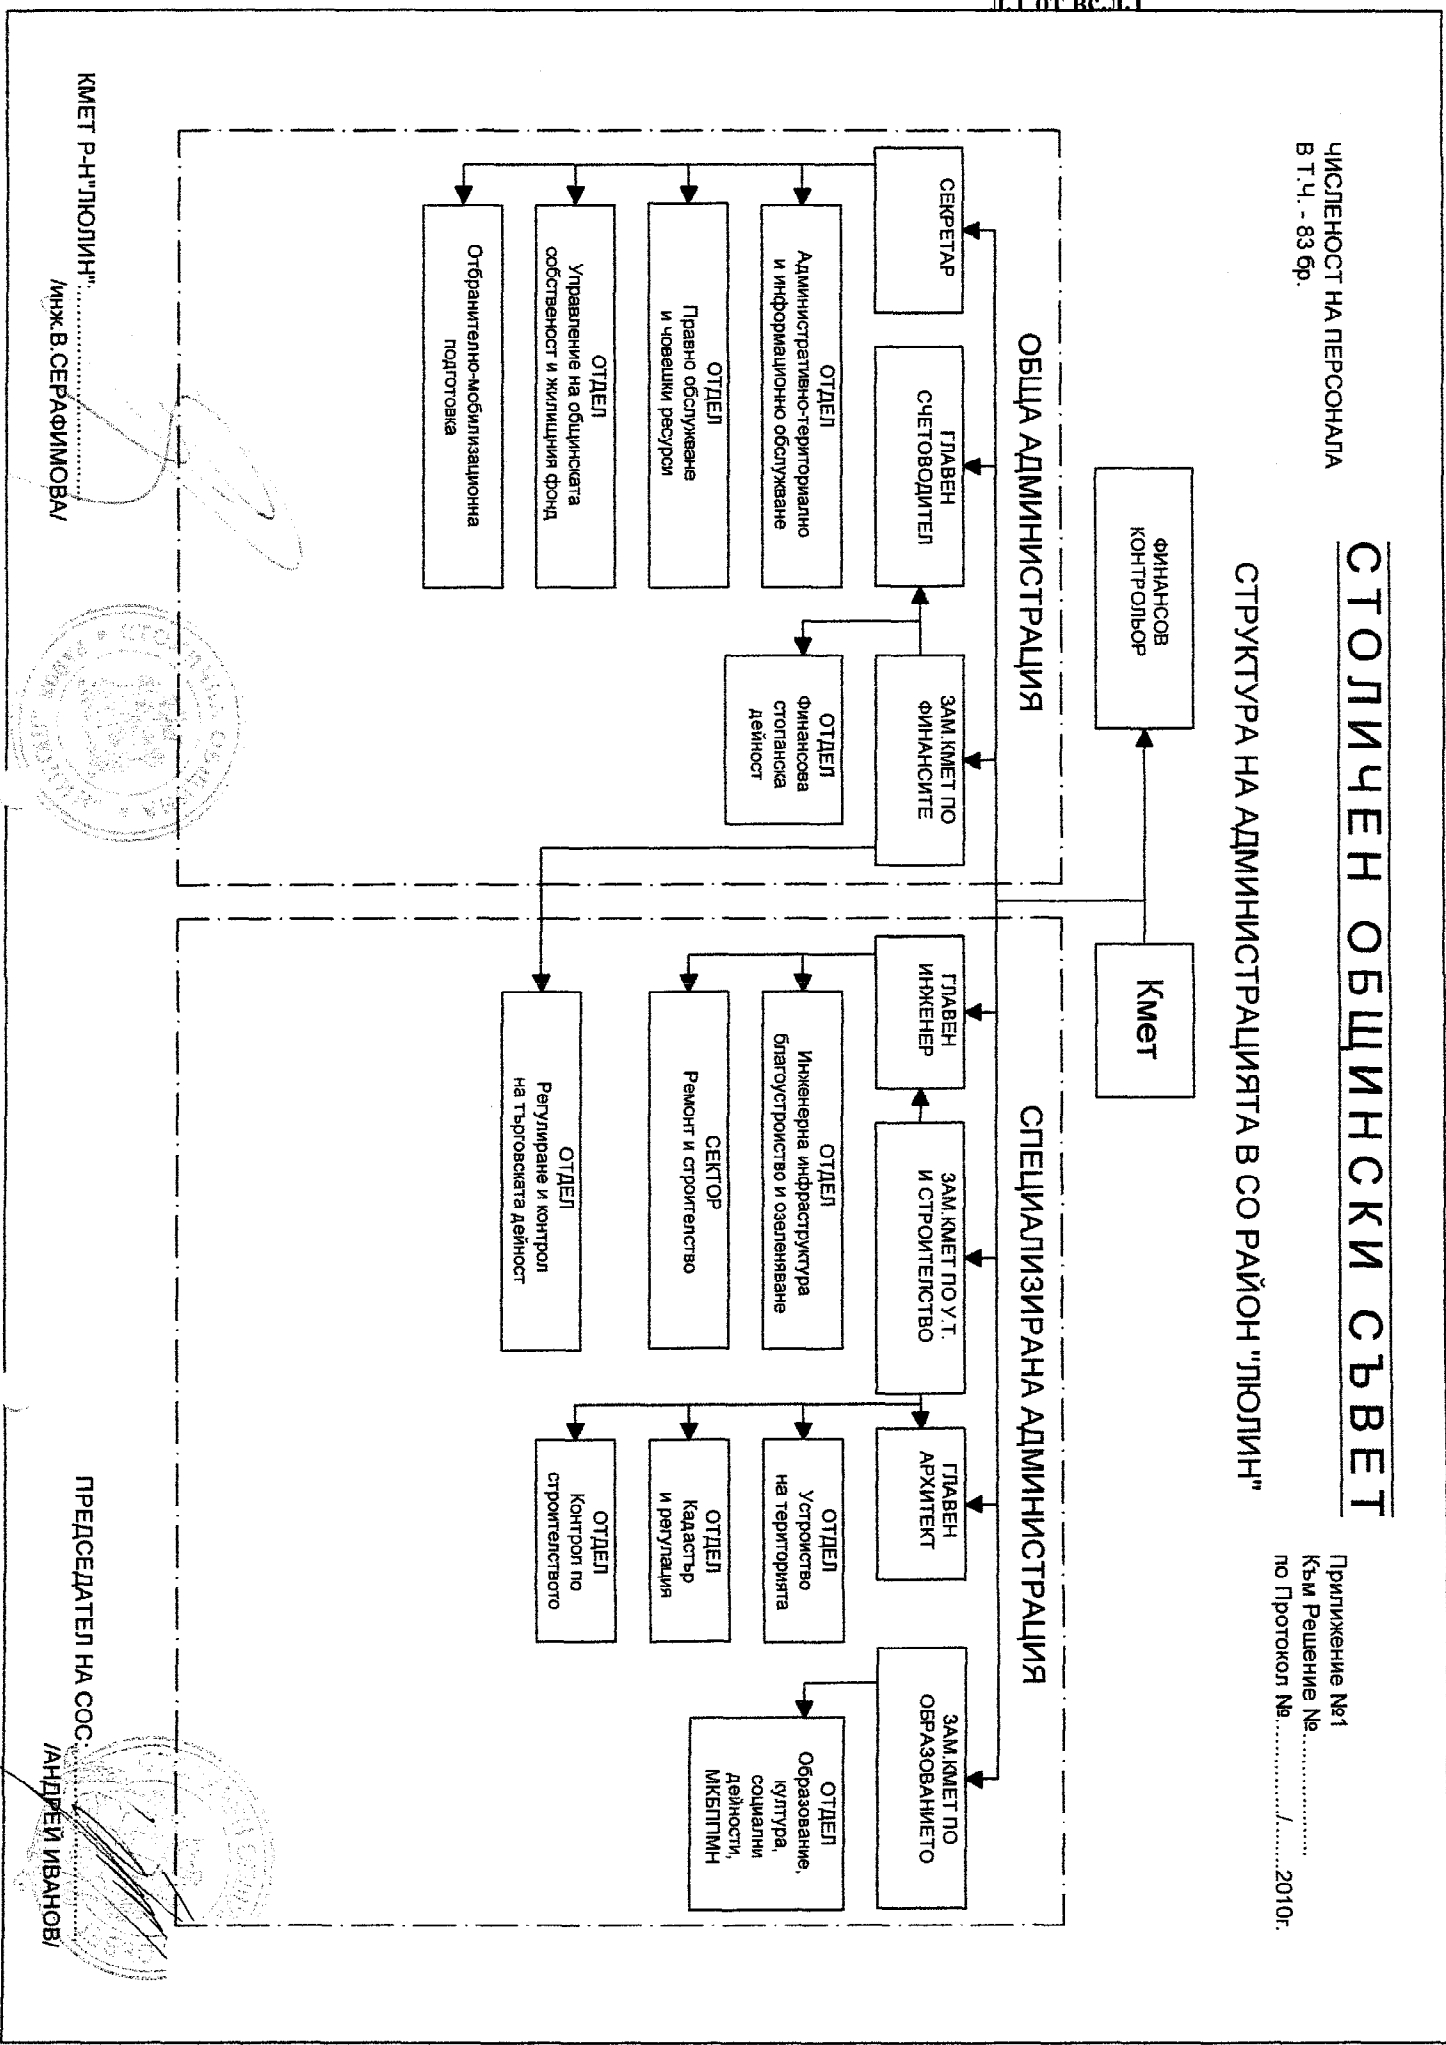 СТОЛИЧЕН ОБЩИНСКИ СЪВЕТ
ЧИСЛЕНОСТ НА ПЕРСОНАЛА
В Т.Ч. - 83 бр.
Прилижение №1
Към Решение №..................
по Протокол №................/.........2010г.
СТРУКТУРА НА АДМИНИСТРАЦИЯТА В СО РАЙОН "ЛЮЛИН"
Кмет
ФИНАНСОВ
КОНТРОЛЬОР
ОБЩА АДМИНИСТРАЦИЯ
СЕКРЕТАР
ГЛАВЕН
СЧЕТОВОДИТЕЛ
ЗАМ.КМЕТ ПО
ФИНАНСИТЕ
ОТДЕЛ
Административно-териториално
и информационно обслужване
ОТДЕЛ
Правно обслужване
и човешки ресурси
ОТДЕЛ
Управление на общинската
собственост и жилищния фонд
Отбранително-мобилизационна
подготовка
ОТДЕЛ
Финансова
стопанска
дейност
СПЕЦИАЛИЗИРАНА АДМИНИСТРАЦИЯ
ГЛАВЕН
ИНЖЕНЕР
ЗАМ.КМЕТ ПО У.Т.
И СТРОИТЕЛСТВО
ГЛАВЕН
АРХИТЕКТ
ЗАМ.КМЕТ ПО
ОБРАЗОВАНИЕТО
ОТДЕЛ
Инженерна инфраструктура
благоустройство и озеленяване
СЕКТОР
Ремонт и строителство
ОТДЕЛ
Регулиране и контрол
на търговската дейност
ОТДЕЛ
Устройство
на територията
ОТДЕЛ
Кадастър
и регулация
ОТДЕЛ
Контрол по
строителството
ОТДЕЛ
Образование,
култура,
социални
дейности,
МКБППМН
КМЕТ Р-Н"ЛЮЛИН":..............................
/инж.В.СЕРАФИМОВА/
ПРЕДСЕДАТЕЛ НА СОС:..............................
/АНДРЕЙ ИВАНОВ/